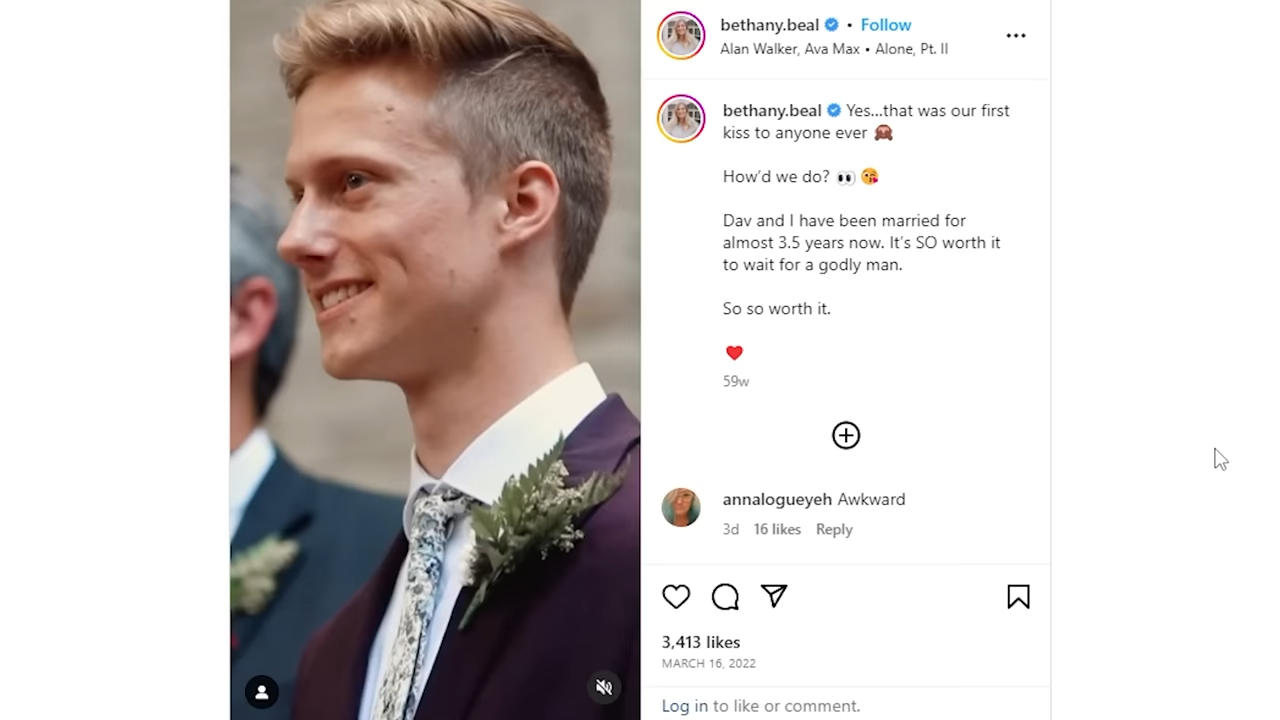 bethany.beal • Follow
Alan Walker, Ava Max • Alone, Pt. II
bethany.beal Yes...that was our first
kiss to anyone ever 🙈
How'd we do? 👀 😘
Dav and I have been married for
almost 3.5 years now. It's SO worth it
to wait for a godly man.
So so worth it.
♥️
59w
annalogueyeh Awkward
3d 16 likes Reply
3,413 likes
MARCH 16, 2022
Log in to like or comment.